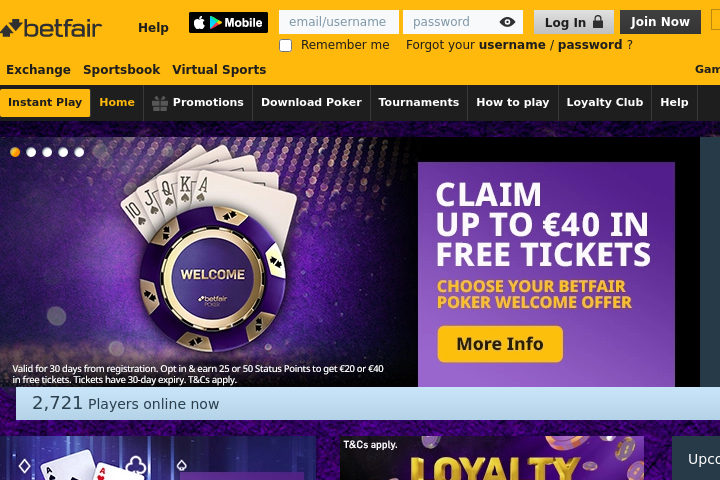 betfair
Help
Mobile
email/username
password
Log In
Join Now
Remember me
Forgot your username / password ?
Exchange
Sportsbook
Virtual Sports
Gam
Instant Play
Home
Promotions
Download Poker
Tournaments
How to play
Loyalty Club
Help
10 J Q K A
WELCOME
betfair
POKER
CLAIM
UP TO €40 IN
FREE TICKETS
CHOOSE YOUR BETFAIR
POKER WELCOME OFFER
More Info
Valid for 30 days from registration. Opt in & earn 25 or 50 Status Points to get €20 or €40
in free tickets. Tickets have 30-day expiry. T&Cs apply.
2,721 Players online now
A
A
T&Cs apply.
LOYALTY
Upco